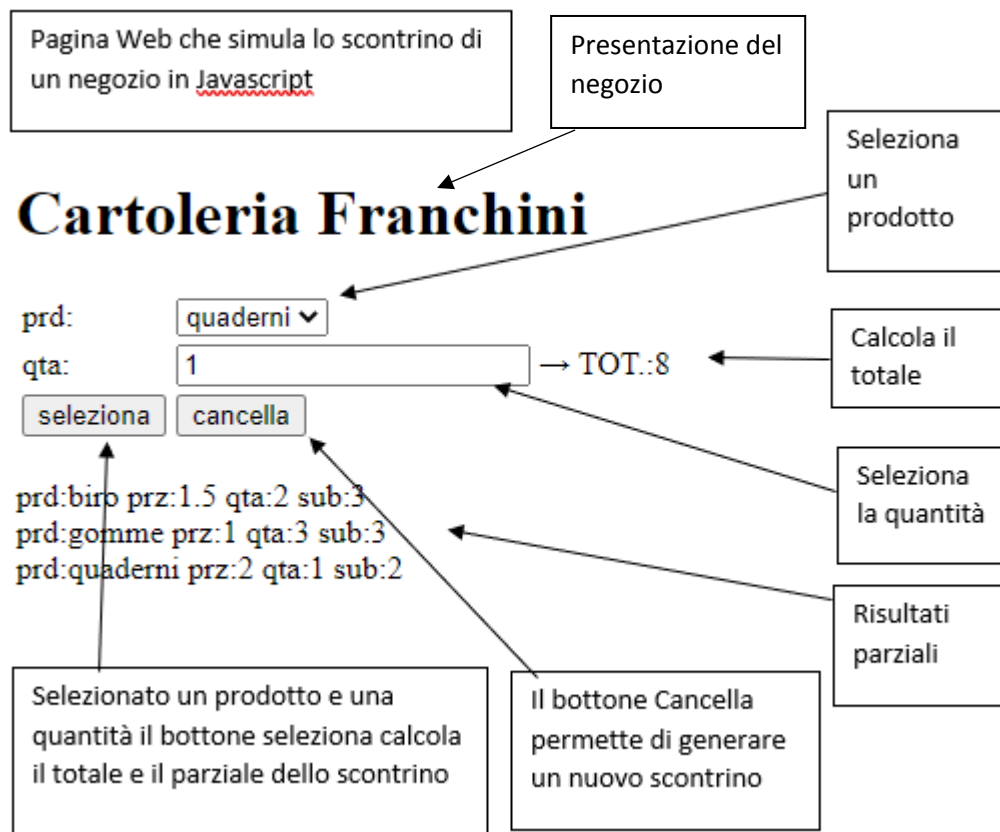 Pagina Web che simula lo scontrino di
un negozio in Javascript
Presentazione del
negozio
Seleziona
un
prodotto
Cartoleria Franchini
prd: quaderni
qta: 1 → TOT.:8
Calcola il
totale
seleziona cancella
Seleziona
la quantità
prd:biro prz:1.5 qta:2 sub:3
prd:gomme prz:1 qta:3 sub:3
prd:quaderni prz:2 qta:1 sub:2
Risultati
parziali
Selezionato un prodotto e una
quantità il bottone seleziona calcola
il totale e il parziale dello scontrino
Il bottone Cancella
permette di generare
un nuovo scontrino